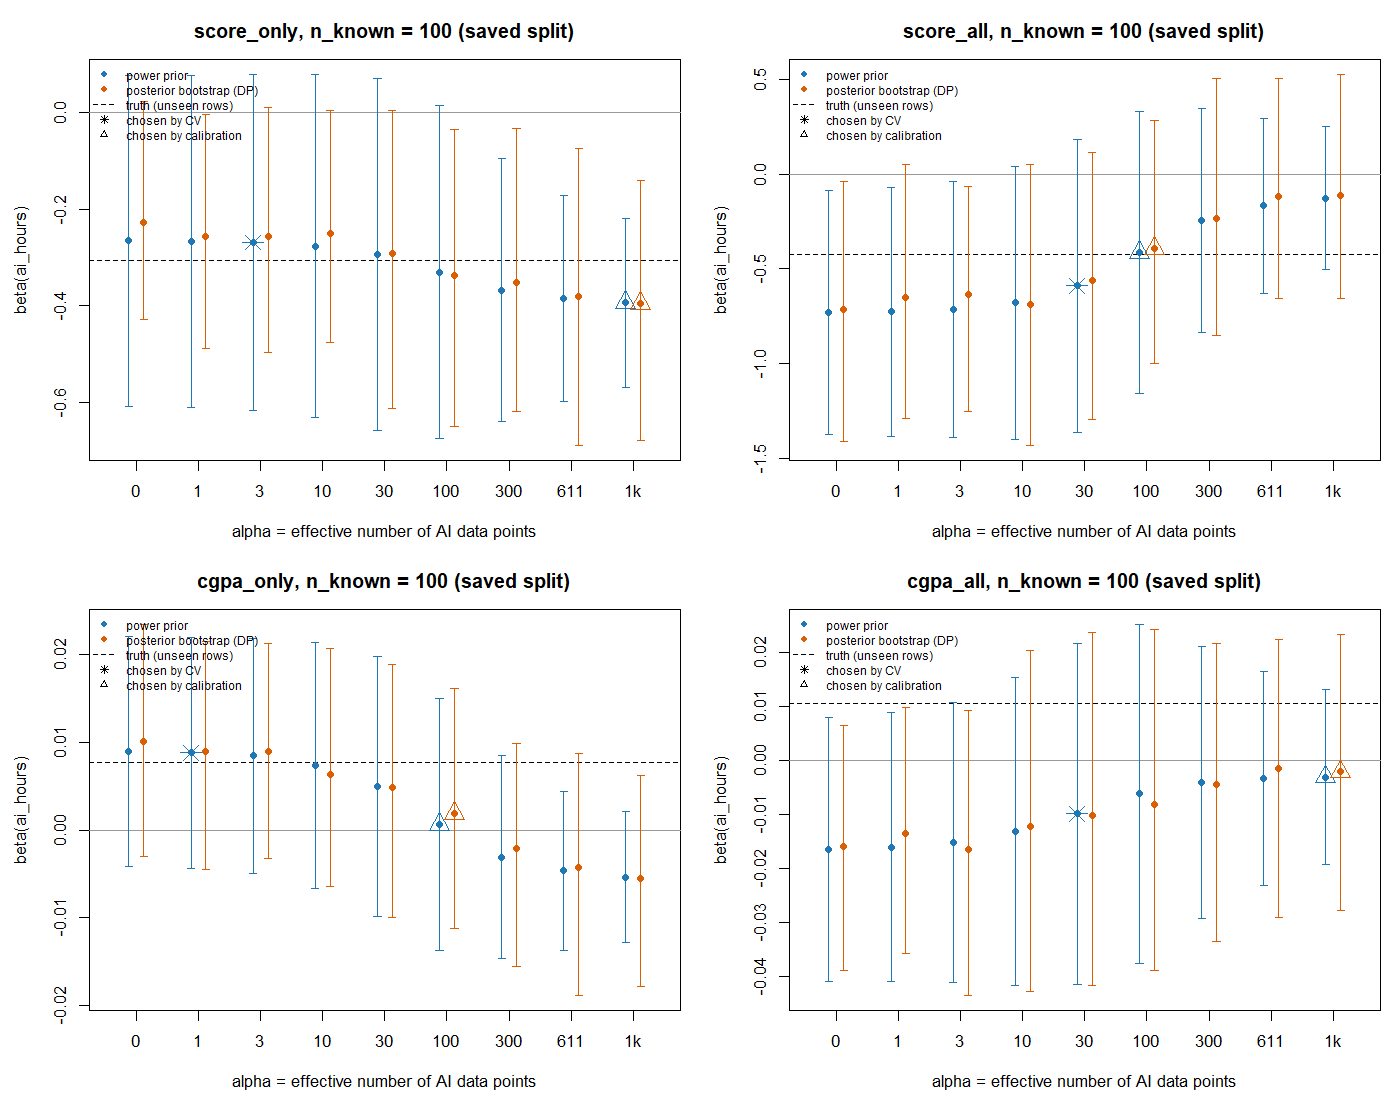 score_only, n_known = 100 (saved split)
power prior
posterior bootstrap (DP)
truth (unseen rows)
chosen by CV
chosen by calibration
beta(ai_hours)
0.0
-0.2
-0.4
-0.6
0 1 3 10 30 100 300 611 1k
alpha = effective number of AI data points
score_all, n_known = 100 (saved split)
power prior
posterior bootstrap (DP)
truth (unseen rows)
chosen by CV
chosen by calibration
beta(ai_hours)
0.5
0.0
-0.5
-1.0
-1.5
0 1 3 10 30 100 300 611 1k
alpha = effective number of AI data points
cgpa_only, n_known = 100 (saved split)
power prior
posterior bootstrap (DP)
truth (unseen rows)
chosen by CV
chosen by calibration
beta(ai_hours)
0.02
0.01
0.00
-0.01
-0.02
0 1 3 10 30 100 300 611 1k
alpha = effective number of AI data points
cgpa_all, n_known = 100 (saved split)
power prior
posterior bootstrap (DP)
truth (unseen rows)
chosen by CV
chosen by calibration
beta(ai_hours)
0.02
0.01
0.00
-0.01
-0.02
-0.03
-0.04
0 1 3 10 30 100 300 611 1k
alpha = effective number of AI data points